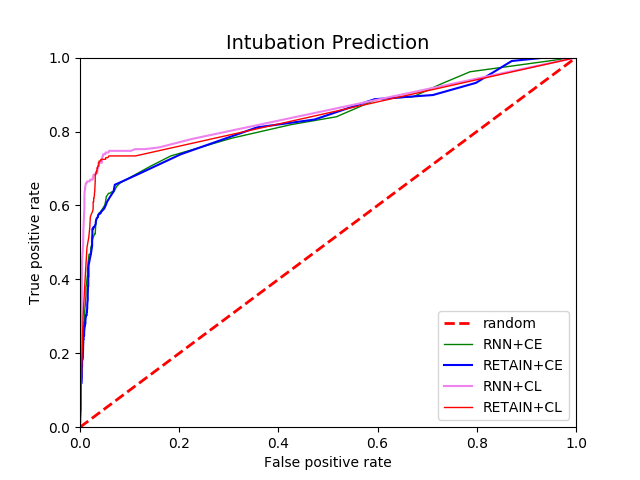 Intubation Prediction
1.0
0.8
0.6
0.4
0.2
0.0
True positive rate
random
RNN+CE
RETAIN+CE
RNN+CL
RETAIN+CL
0.0 0.2 0.4 0.6 0.8 1.0
False positive rate